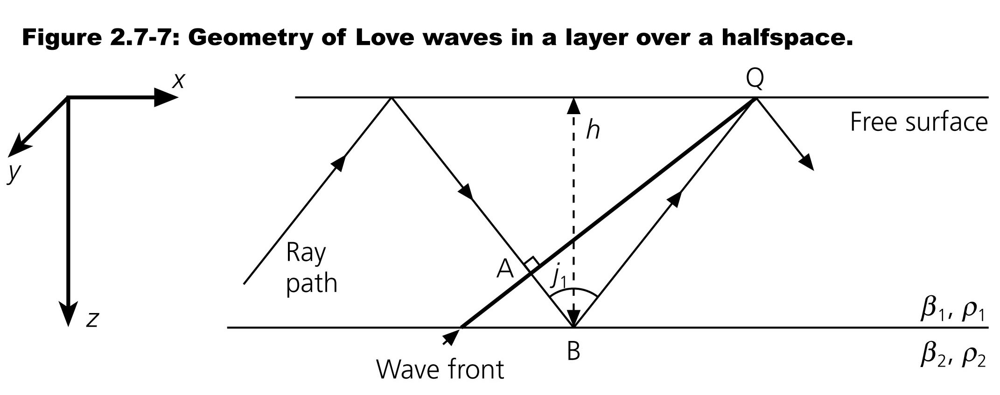 Figure 2.7-7: Geometry of Love waves in a layer over a halfspace.
x
Q
Free surface
h
y
Ray
path
A
j₁
z
β₁, ρ₁
B
β₂, ρ₂
Wave front